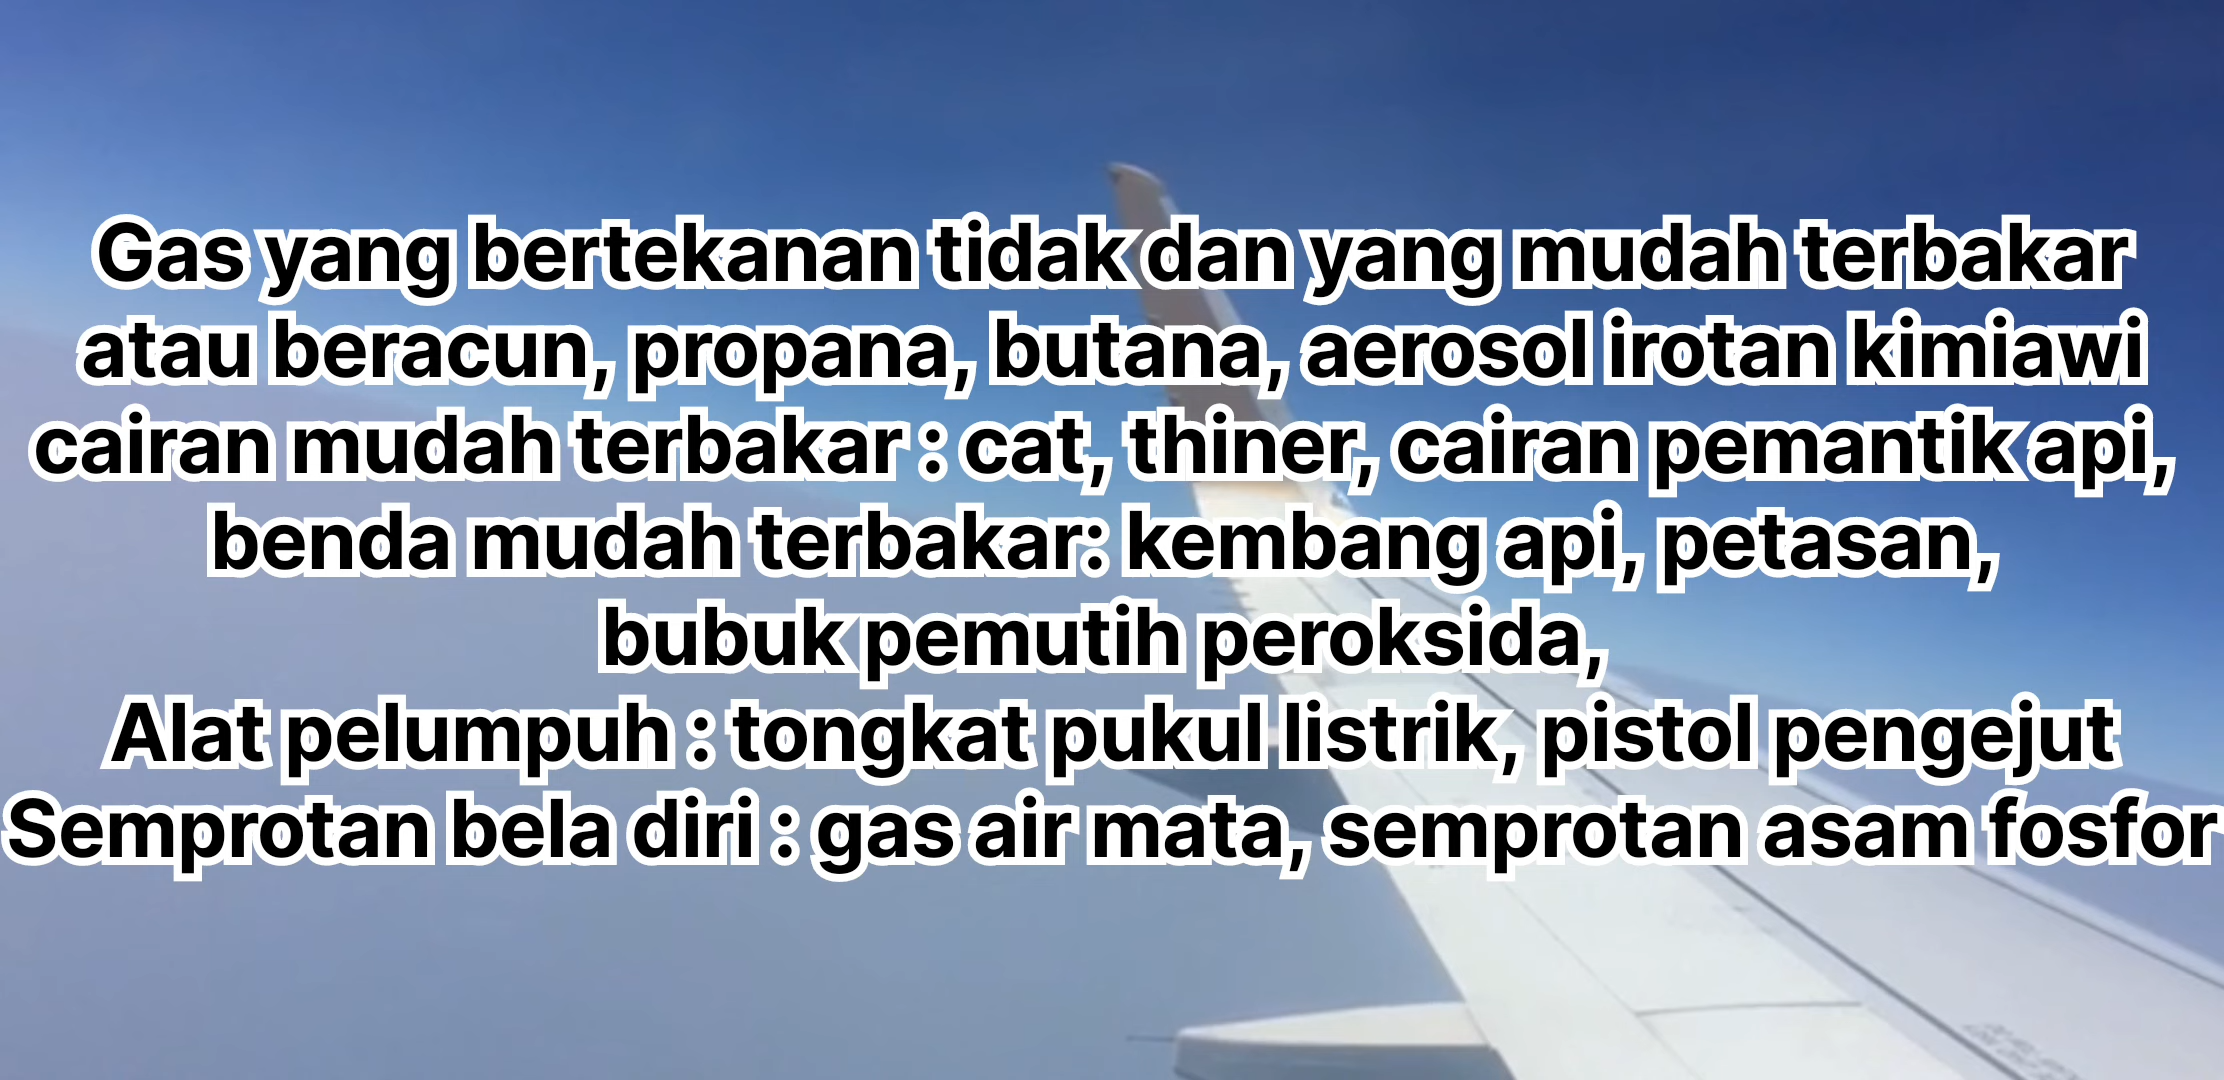 Gas yang bertekanan tidak dan yang mudah terbakar
atau beracun, propana, butana, aerosol irotan kimiawi
cairan mudah terbakar : cat, thiner, cairan pemantik api,
benda mudah terbakar: kembang api, petasan,
bubuk pemutih peroksida,
Alat pelumpuh : tongkat pukul listrik, pistol pengejut
Semprotan bela diri : gas air mata, semprotan asam fosfor